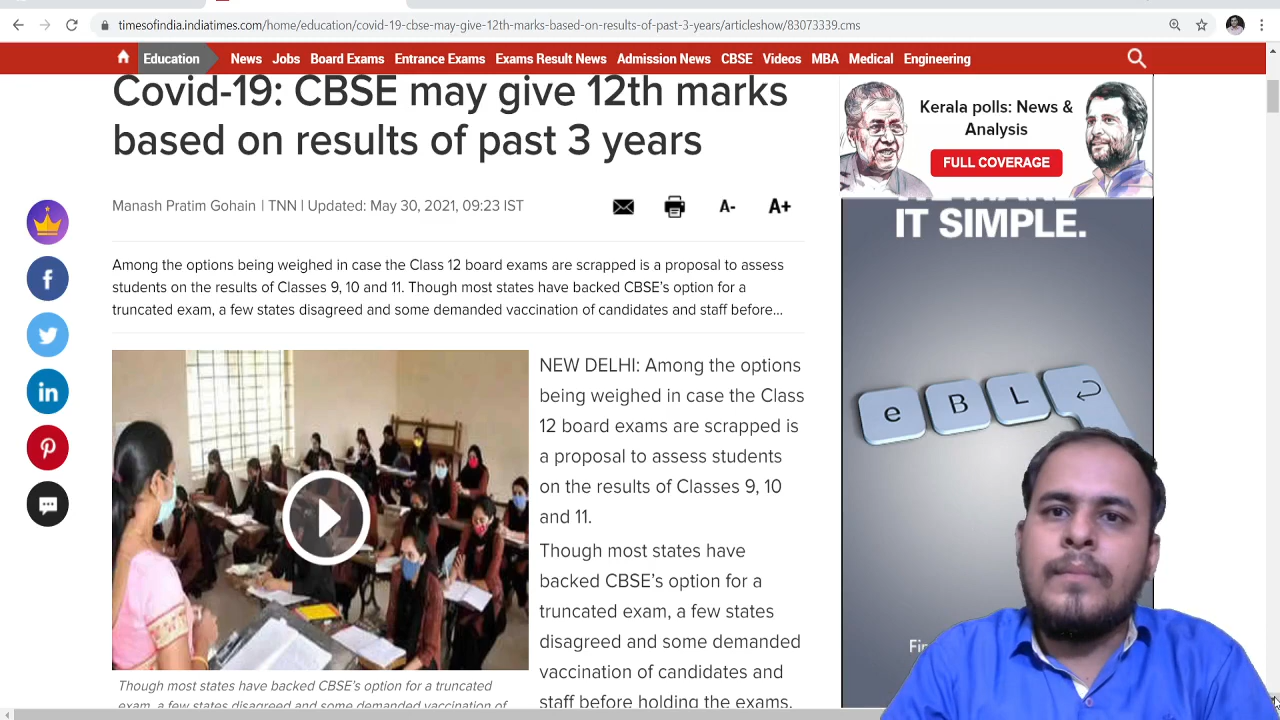 timesofindia.indiatimes.com/home/education/covid-19-cbse-may-give-12th-marks-based-on-results-of-past-3-years/articleshow/83073339.cms
Education News Jobs Board Exams Entrance Exams Exams Result News Admission News CBSE Videos MBA Medical Engineering
Covid-19: CBSE may give 12th marks
based on results of past 3 years
Manash Pratim Gohain | TNN | Updated: May 30, 2021, 09:23 IST
A- A+
Among the options being weighed in case the Class 12 board exams are scrapped is a proposal to assess
students on the results of Classes 9, 10 and 11. Though most states have backed CBSE's option for a
truncated exam, a few states disagreed and some demanded vaccination of candidates and staff before...
NEW DELHI: Among the options
being weighed in case the Class
12 board exams are scrapped is
a proposal to assess students
on the results of Classes 9, 10
and 11.
Though most states have
backed CBSE's option for a
truncated exam, a few states
disagreed and some demanded
vaccination of candidates and
staff before holding the exams.
Though most states have backed CBSE's option for a truncated
exam, a few states disagreed and some demanded vaccination of
Kerala polls: News &
Analysis
FULL COVERAGE
IT SIMPLE.
e B L